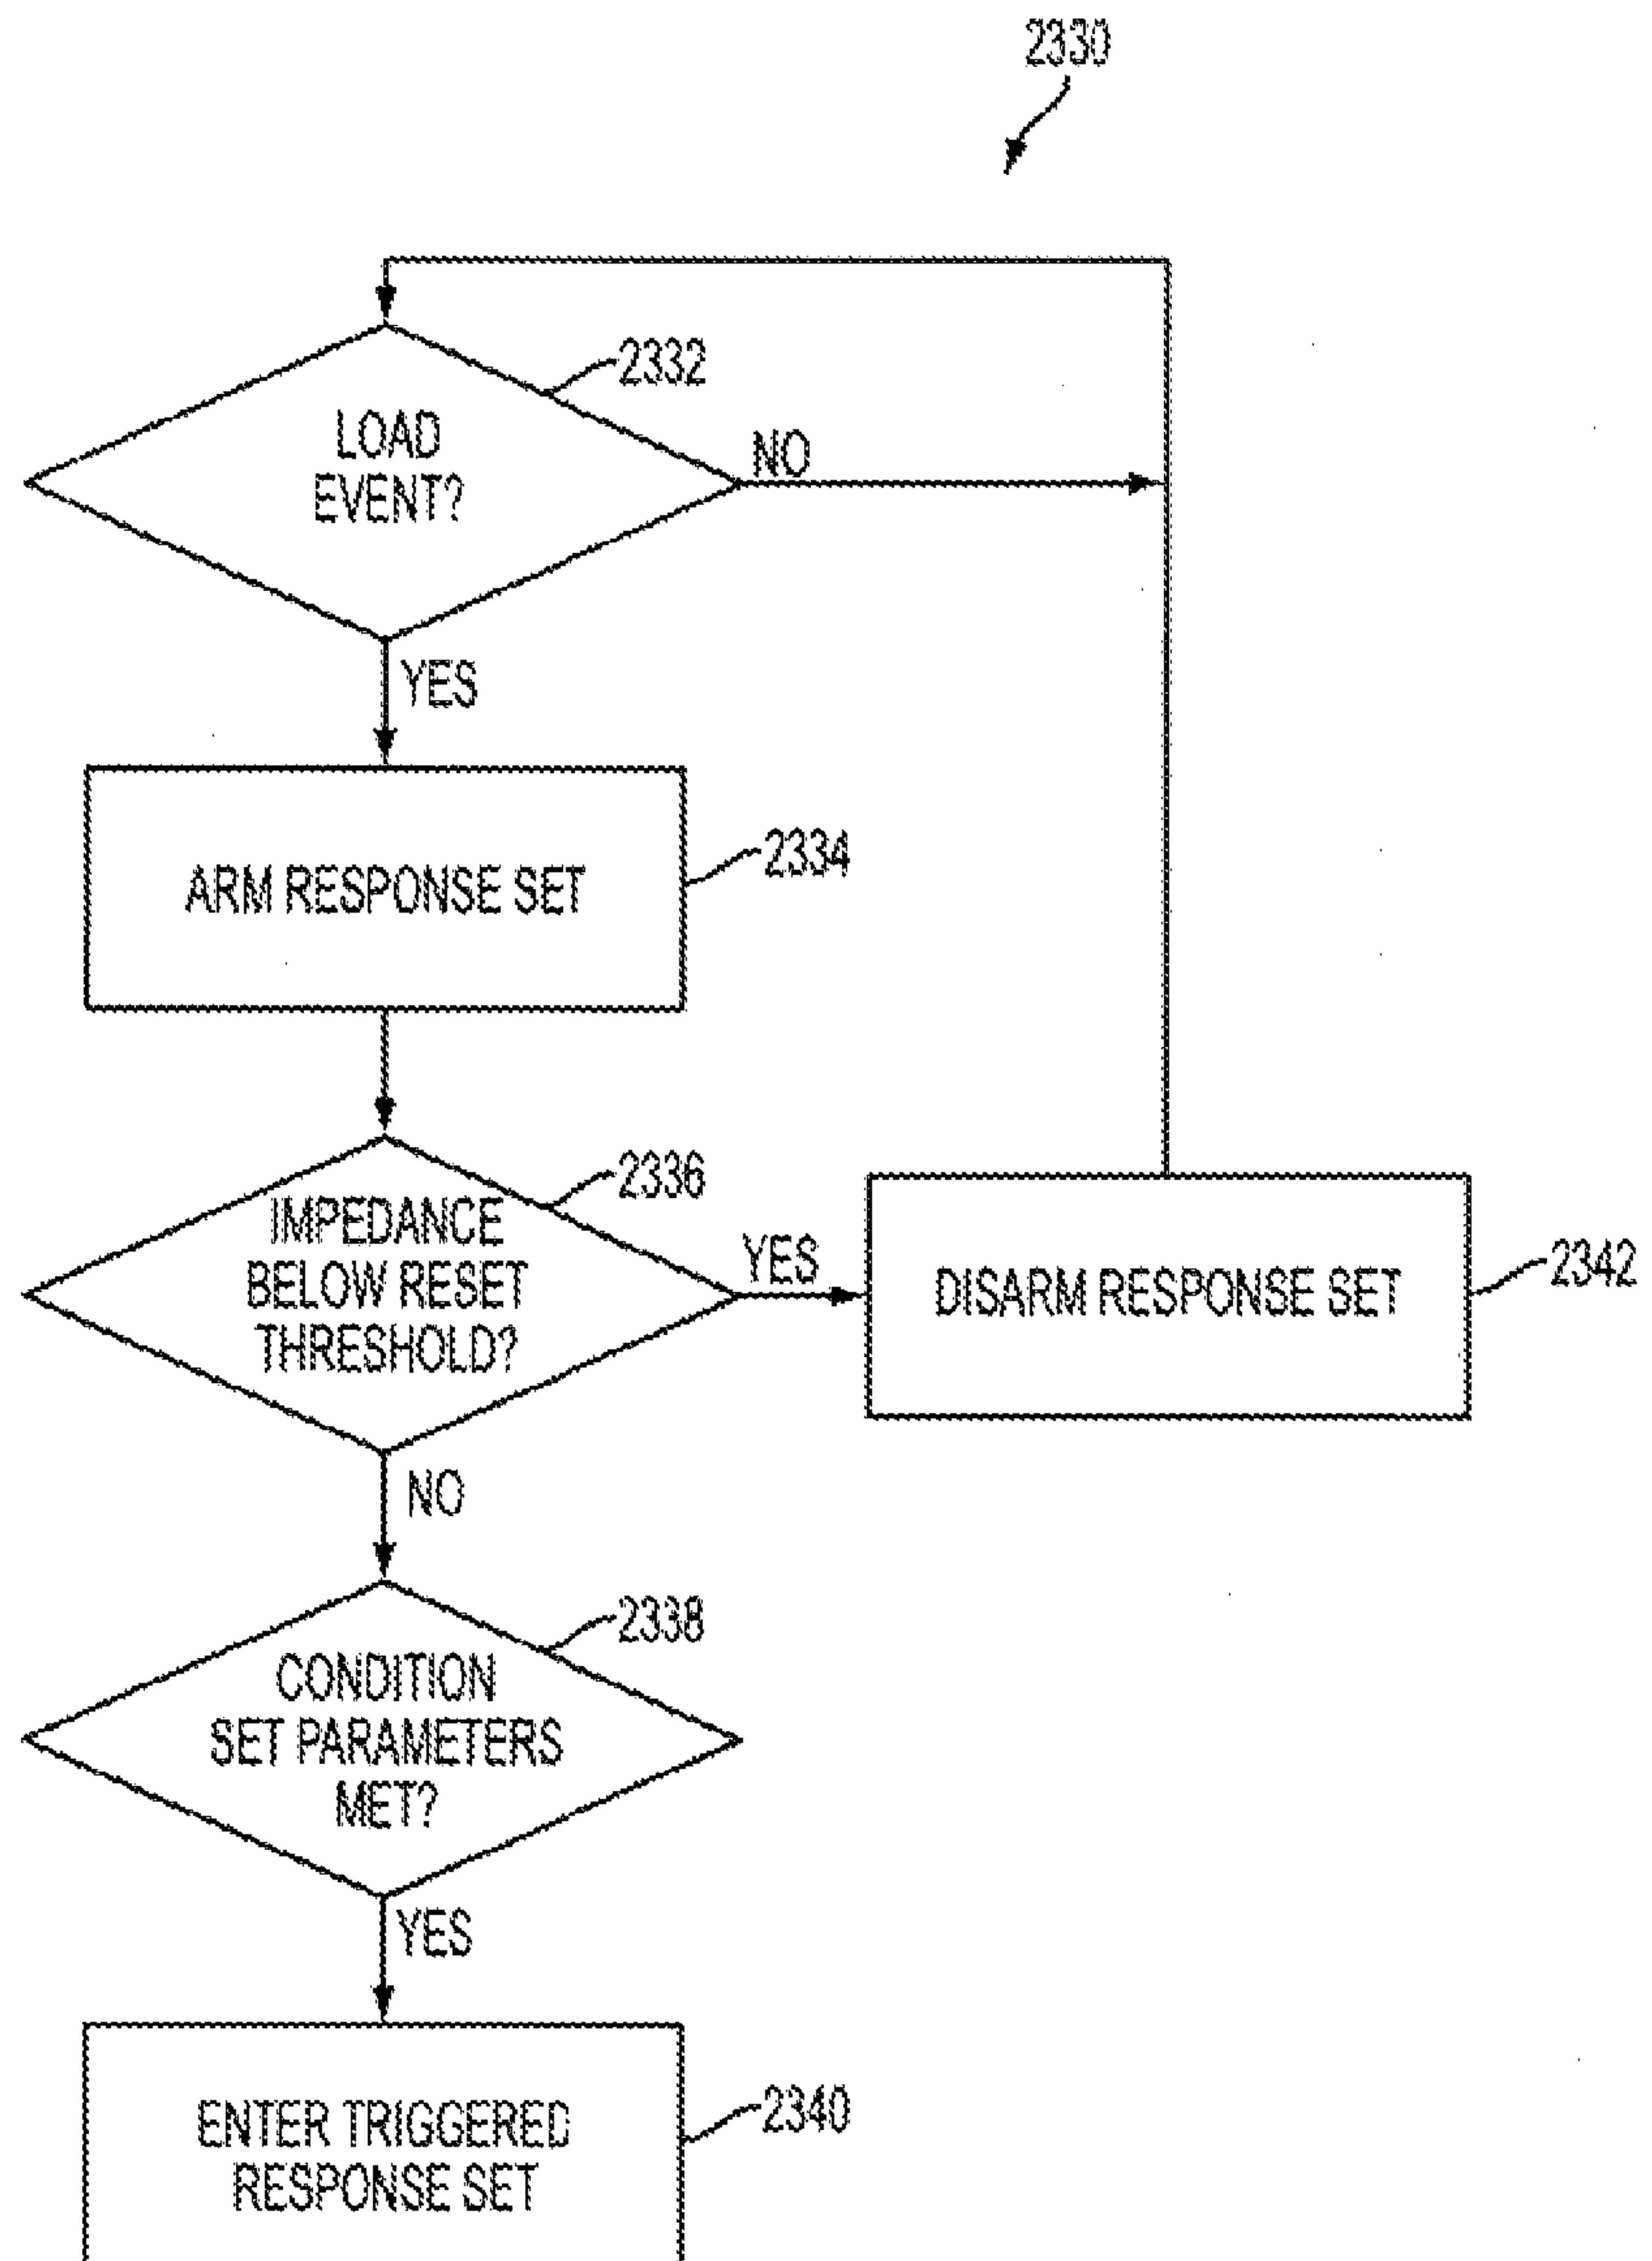 2330
2332
LOAD
EVENT?
NO
YES
2334
ARM RESPONSE SET
2336
IMPEDANCE
BELOW RESET
THRESHOLD?
YES
DISARM RESPONSE SET
2342
NO
2338
CONDITION
SET PARAMETERS
MET?
YES
2340
ENTER TRIGGERED
RESPONSE SET